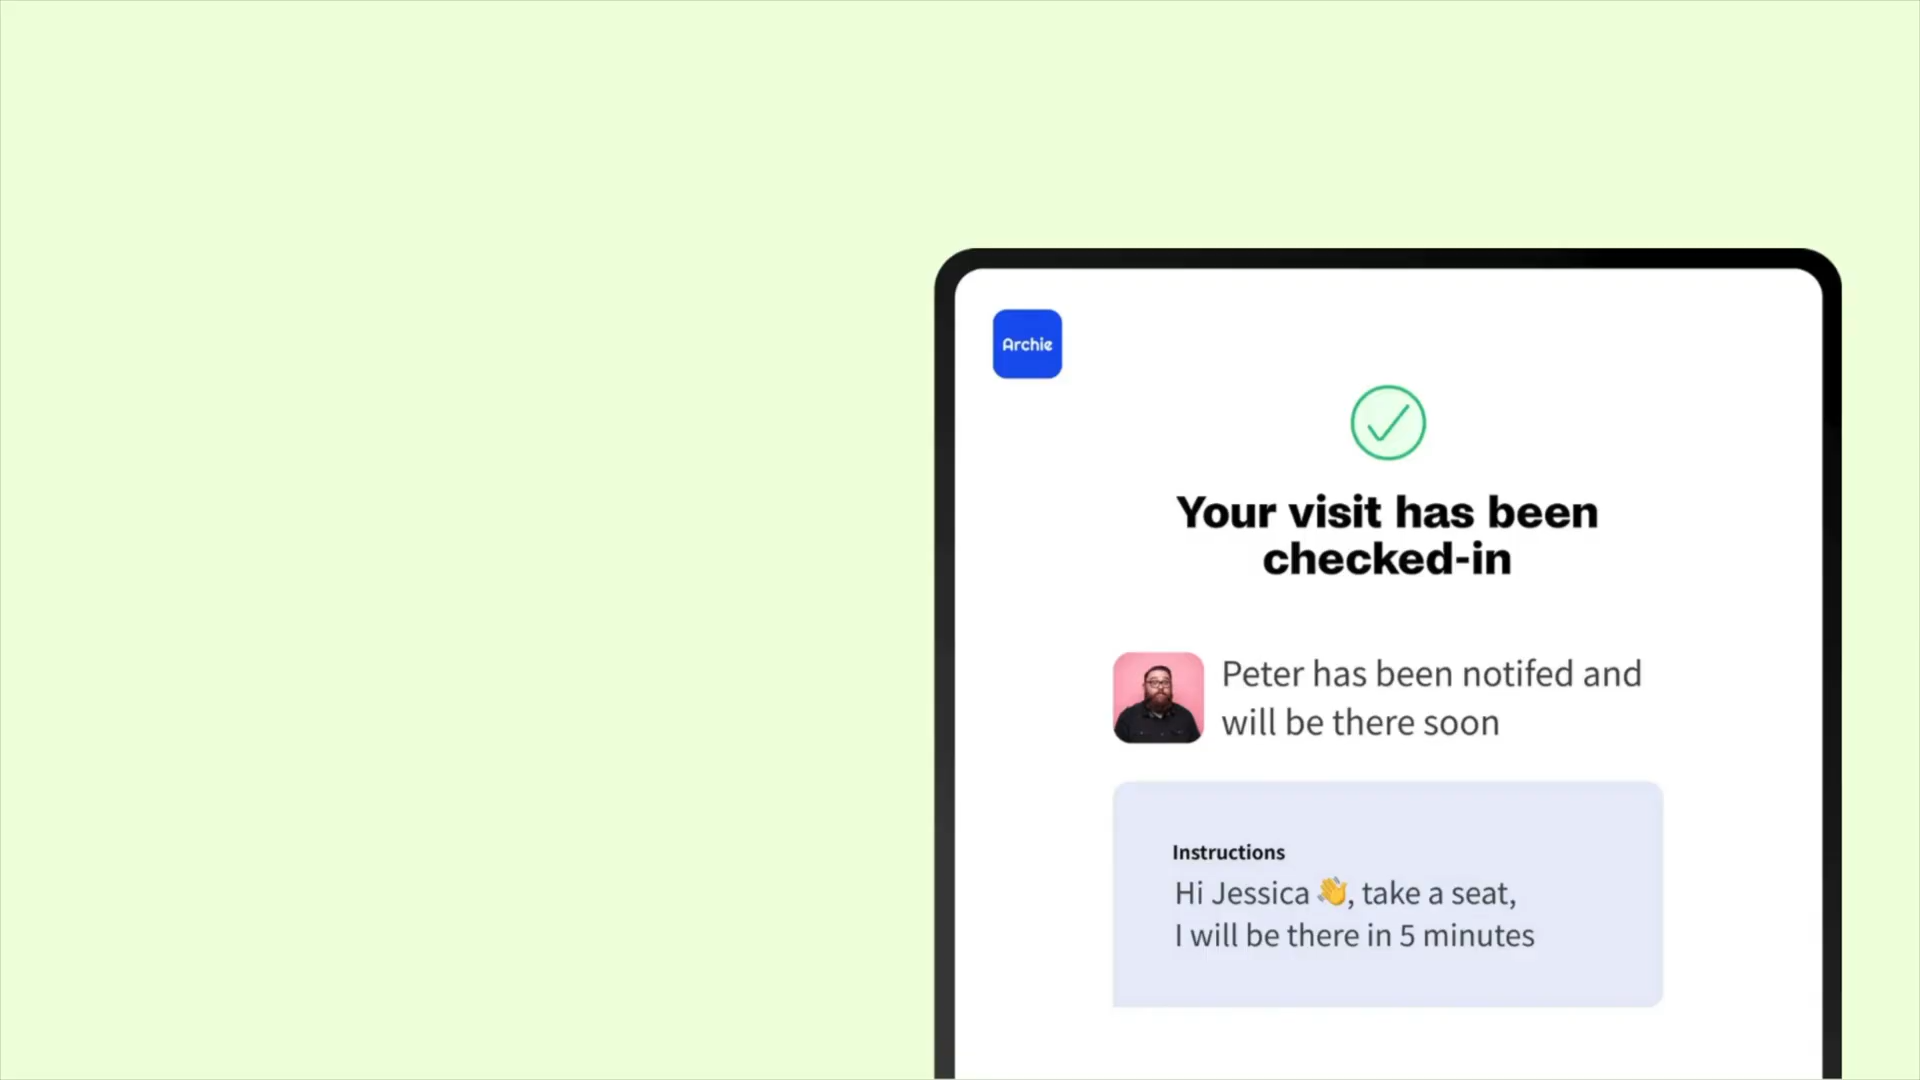 Archie
Your visit has been
checked-in
Peter has been notifed and
will be there soon
Instructions
Hi Jessica 👋, take a seat,
I will be there in 5 minutes